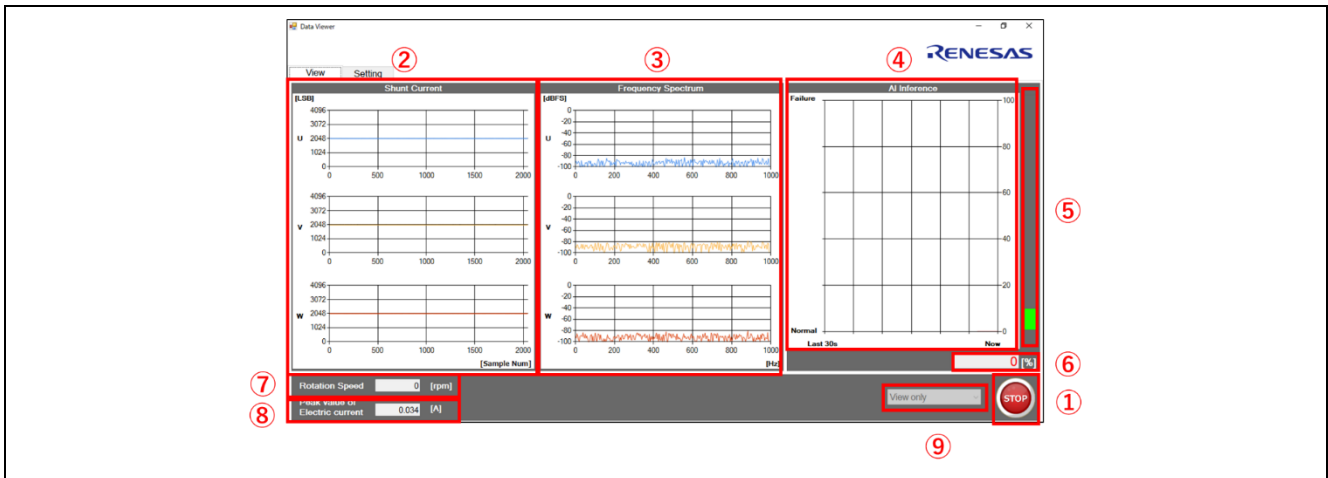 Data Viewer
RENESAS
② ③ ④
View Setting
Shunt Current
[LSB]
4096
3072
U 2048
1024
0
0 500 1000 1500 2000
4096
3072
V 2048
1024
0
0 500 1000 1500 2000
4096
3072
W 2048
1024
0
0 500 1000 1500 2000
[Sample Num]
Frequency Spectrum
[dBFS]
0
-20
-40
U -60
-80
-100
0 200 400 600 800 1000
0
-20
-40
V -60
-80
-100
0 200 400 600 800 1000
0
-20
-40
W -60
-80
-100
0 200 400 600 800 1000
[Hz]
AI Inference
Failure
100
80
60
40
20
0
Normal
Last 30s Now
⑤
0 [%] ⑥
⑦ Rotation Speed 0 [rpm]
⑧ Peak value of
Electric current 0.034 [A]
View only
STOP ①
⑨